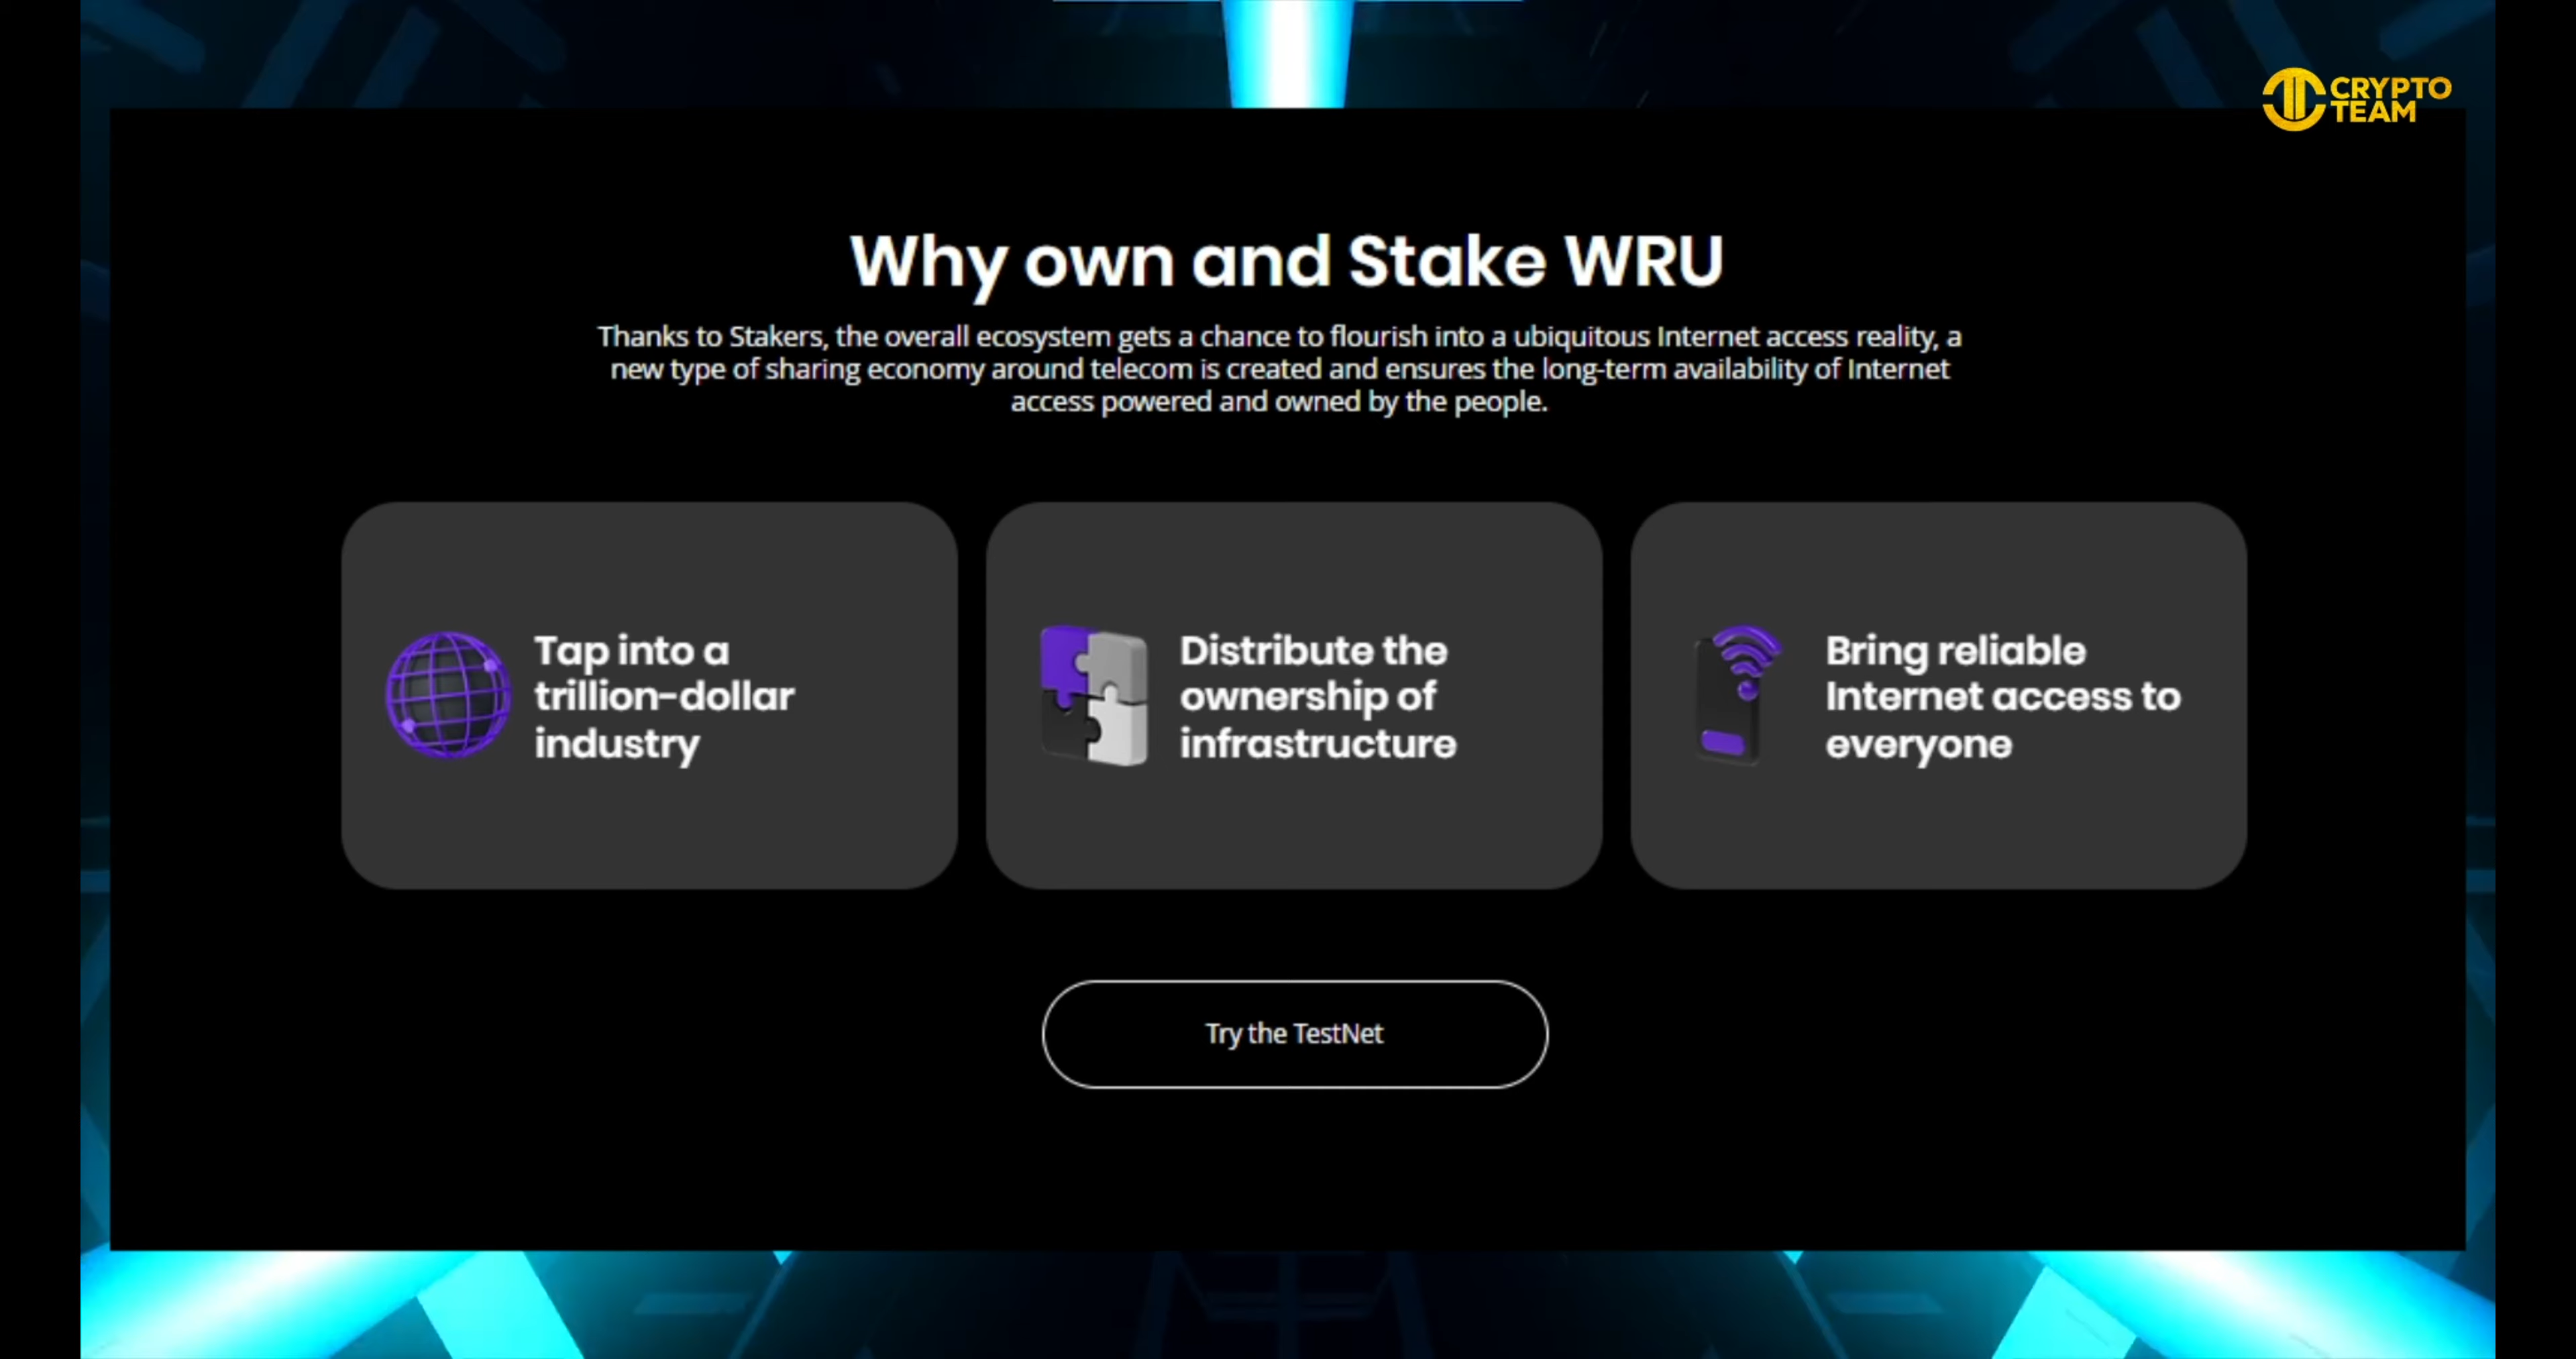 CRYPTO
TEAM
Why own and Stake WRU
Thanks to Stakers, the overall ecosystem gets a chance to flourish into a ubiquitous Internet access reality, a
new type of sharing economy around telecom is created and ensures the long-term availability of Internet
access powered and owned by the people.
Tap into a
trillion-dollar
industry
Distribute the
ownership of
infrastructure
Bring reliable
Internet access to
everyone
Try the TestNet